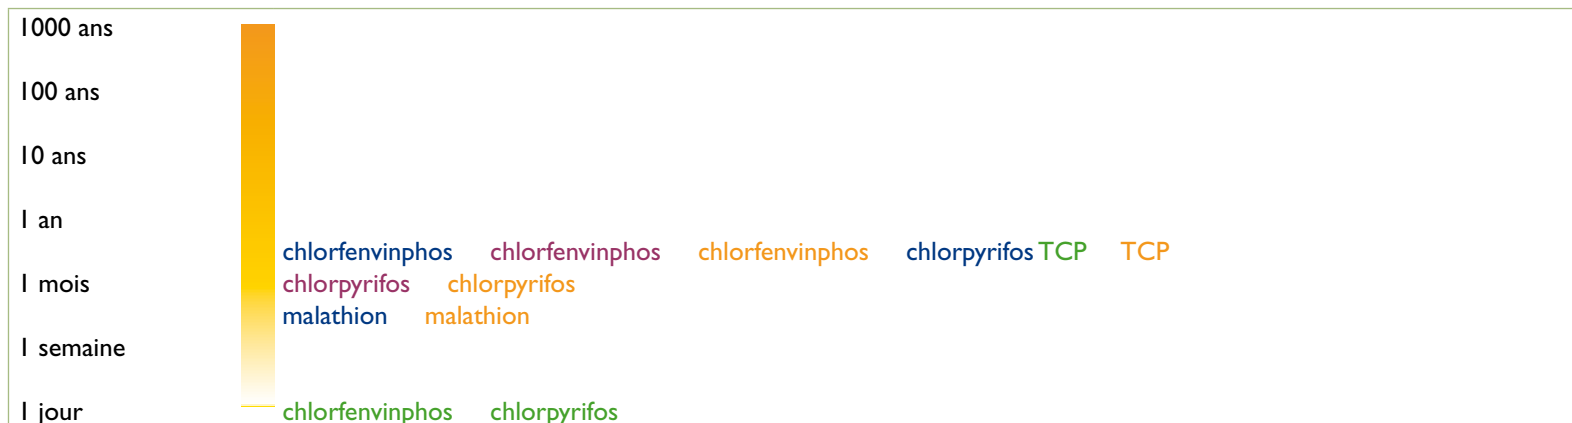 1000 ans
100 ans
10 ans
1 an
chlorfenvinphos chlorfenvinphos chlorfenvinphos chlorpyrifos TCP TCP
1 mois chlorpyrifos chlorpyrifos
malathion malathion
1 semaine
1 jour chlorfenvinphos chlorpyrifos